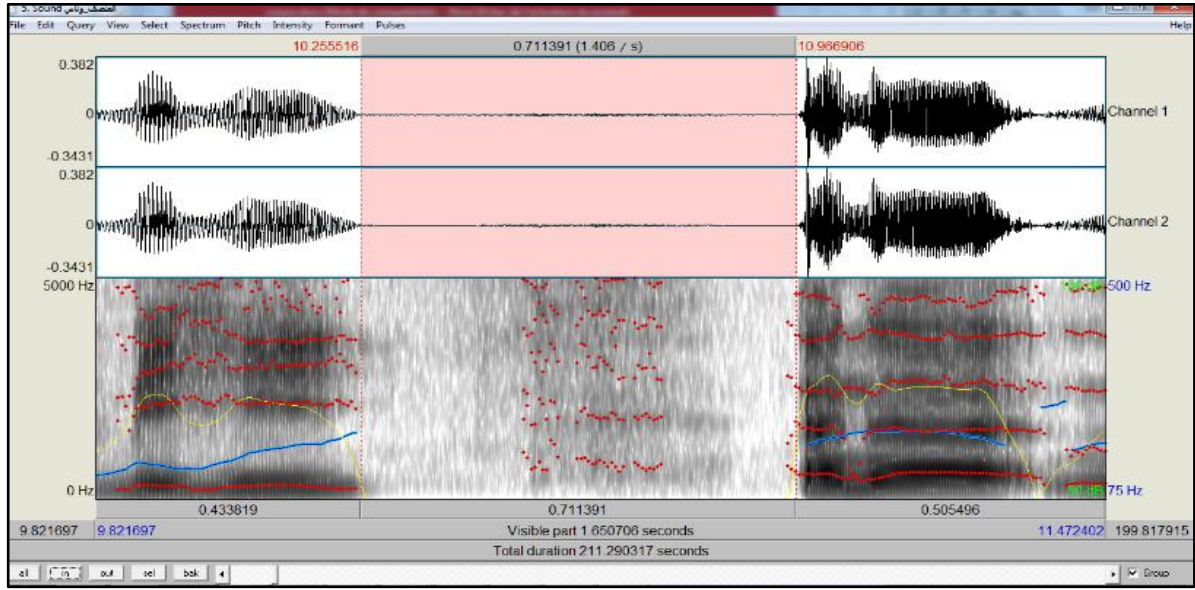 5. Sound المنصف_وناس
File Edit Query View Select Spectrum Pitch Intensity Formant Pulses Help
10.255516 0.711391 (1.406 / s) 10.966906
0.382
0
-0.3431
Channel 1
0.382
0
-0.3431
Channel 2
5000 Hz
500 Hz
0 Hz
75 Hz
0.433819 0.711391 0.505496
9.821697 9.821697 Visible part 1.650706 seconds 11.472402 199.817915
Total duration 211.290317 seconds
all in out sel bak Group